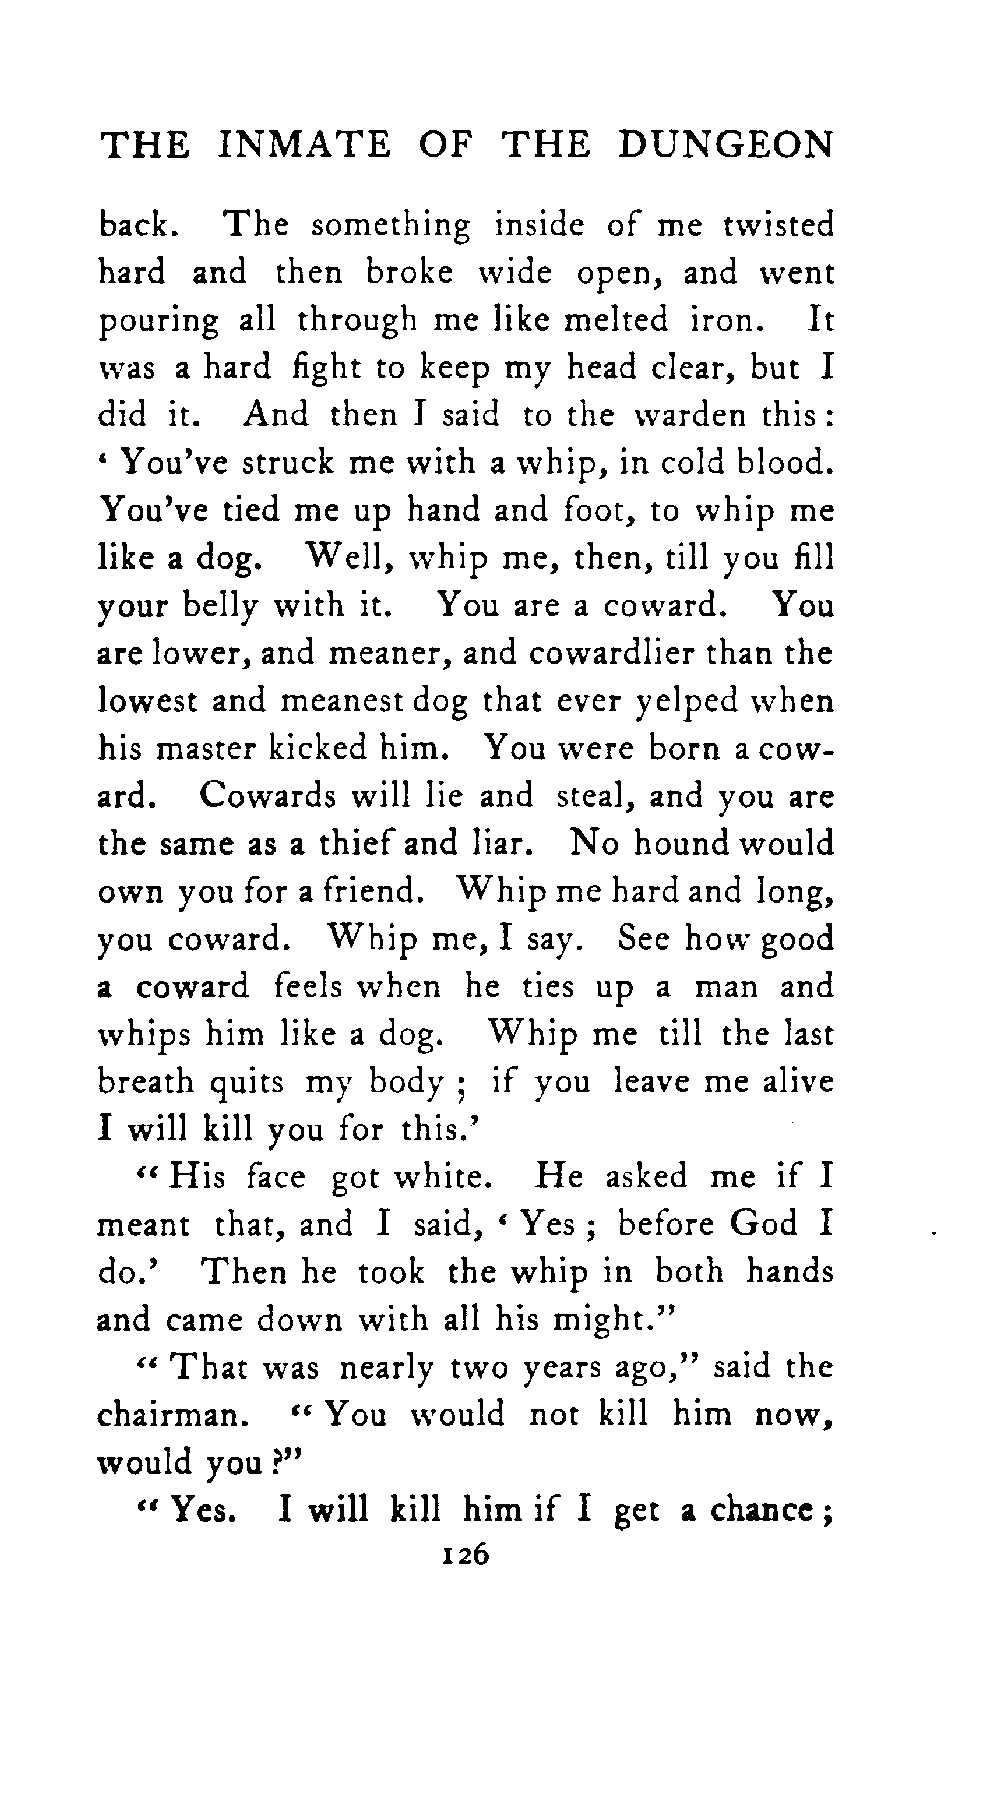 THE INMATE OF THE DUNGEON
back. The something inside of me twisted
hard and then broke wide open, and went
pouring all through me like melted iron. It
was a hard fight to keep my head clear, but I
did it. And then I said to the warden this :
‘ You’ve struck me with a whip, in cold blood.
You’ve tied me up hand and foot, to whip me
like a dog. Well, whip me, then, till you fill
your belly with it. You are a coward. You
are lower, and meaner, and cowardlier than the
lowest and meanest dog that ever yelped when
his master kicked him. You were born a cow-
ard. Cowards will lie and steal, and you are
the same as a thief and liar. No hound would
own you for a friend. Whip me hard and long,
you coward. Whip me, I say. See how good
a coward feels when he ties up a man and
whips him like a dog. Whip me till the last
breath quits my body ; if you leave me alive
I will kill you for this.’
“ His face got white. He asked me if I
meant that, and I said, ‘ Yes ; before God I
do.’ Then he took the whip in both hands
and came down with all his might.”
“ That was nearly two years ago,” said the
chairman. “ You would not kill him now,
would you ?”
“ Yes. I will kill him if I get a chance ;
126